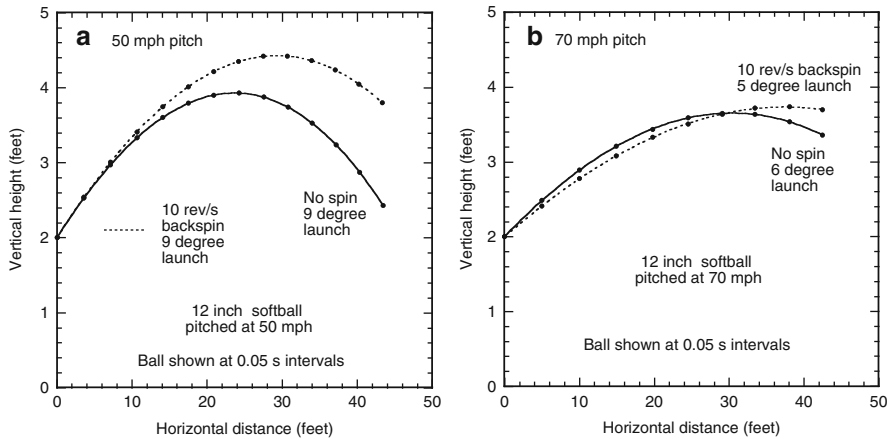 a 50 mph pitch
5
4
3
2
1
0
Vertical height (feet)
10 rev/s
backspin
9 degree
launch
No spin
9 degree
launch
12 inch softball
pitched at 50 mph
Ball shown at 0.05 s intervals
0 10 20 30 40 50
Horizontal distance (feet)
b 70 mph pitch
5
4
3
2
1
0
Vertical height (feet)
10 rev/s backspin
5 degree launch
No spin
6 degree
launch
12 inch softball
pitched at 70 mph
Ball shown at 0.05 s intervals
0 10 20 30 40 50
Horizontal distance (feet)